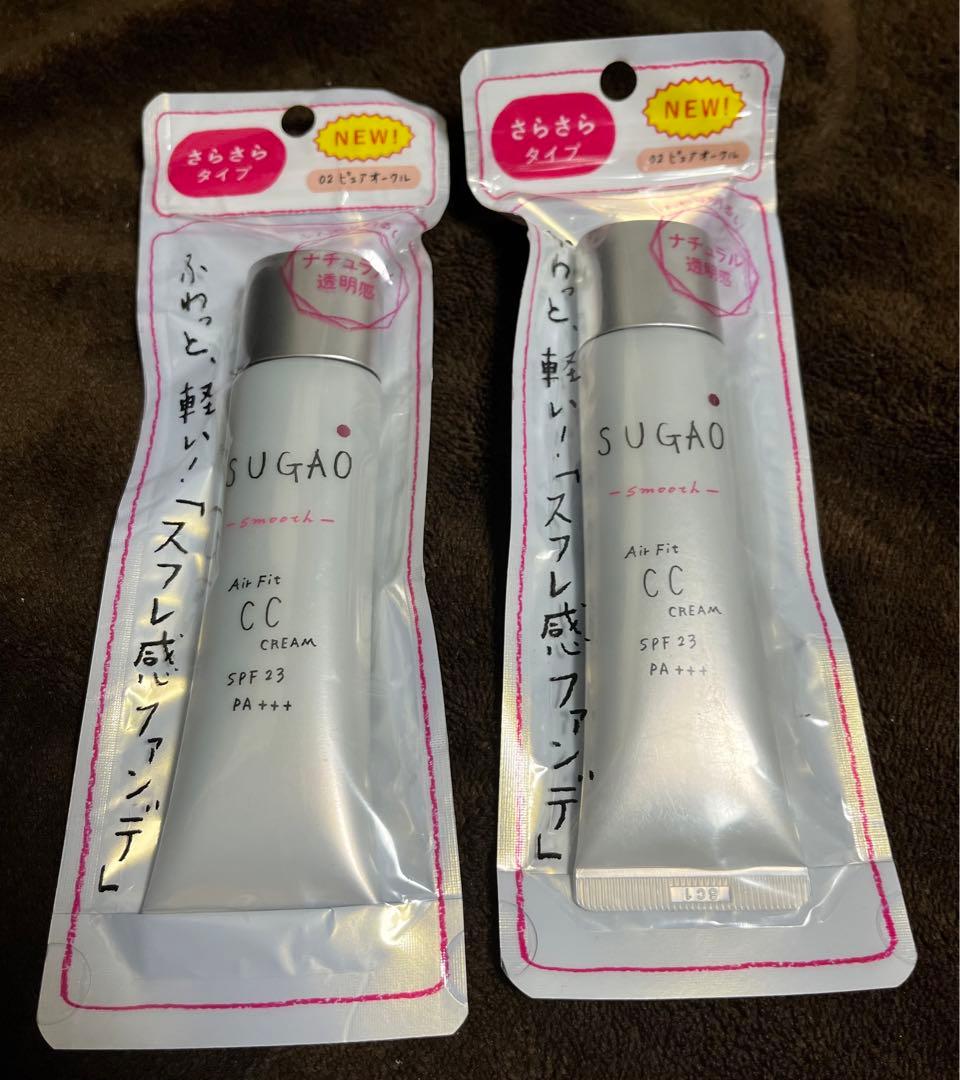 さらさら
タイプ
NEW!
02 ピュアオークル
ナチュラル
透明感
ふわっと、軽い!「スフレ感ファンデ」
SUGAO
-smooth-
Air Fit
CC
CREAM
SPF 23
PA+++
さらさら
タイプ
NEW!
02 ピュアオークル
ナチュラル
透明感
わっと、軽い!「スフレ感ファンデ」
SUGAO
-smooth-
Air Fit
CC
CREAM
SPF 23
PA+++
8G1